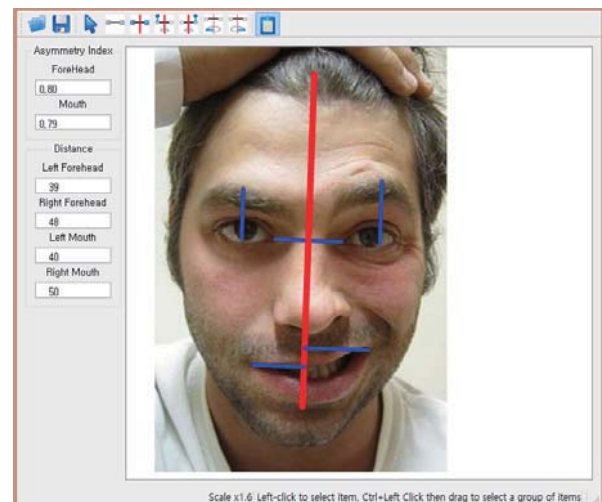 Asymmetry Index
ForeHead
0,80
Mouth
0,79
Distance
Left Forehead
39
Right Forehead
48
Left Mouth
40
Right Mouth
50
Scale x1.6 Left-click to select item, Ctrl+Left Click then drag to select a group of items